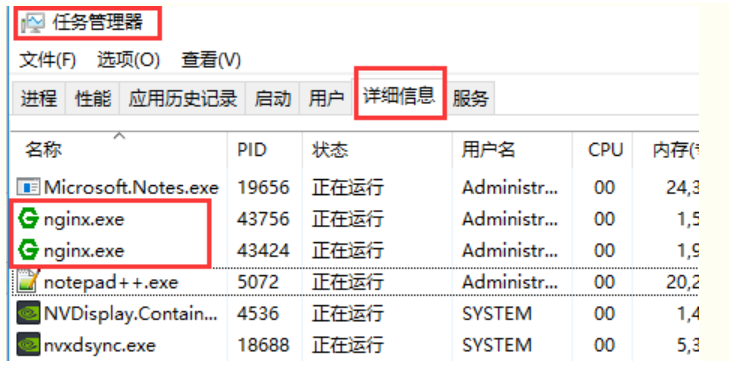 任务管理器
文件(F) 选项(O) 查看(V)
进程 性能 应用历史记录 启动 用户 详细信息 服务
名称 PID 状态 用户名 CPU 内存(
Microsoft.Notes.exe 19656 正在运行 Administr... 00 24,3
nginx.exe 43756 正在运行 Administr... 00 1,5
nginx.exe 43424 正在运行 Administr... 00 1,9
notepad++.exe 5072 正在运行 Administr... 00 20,2
NVDisplay.Contain... 4536 正在运行 SYSTEM 00 1,4
nvxdsync.exe 18688 正在运行 SYSTEM 00 5,3